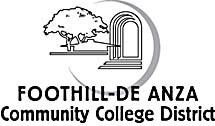 FOOTHILL-DE ANZA
Community College District